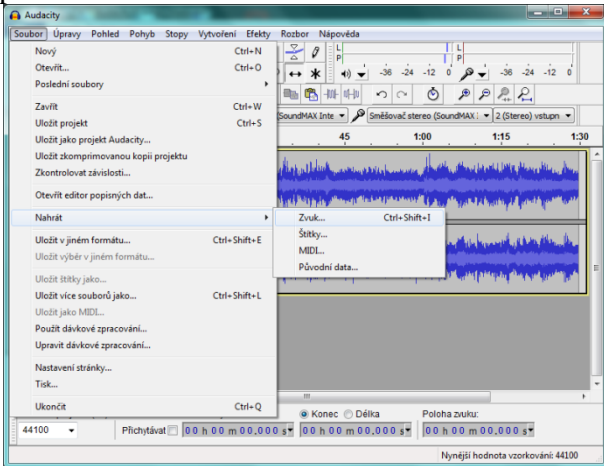 Audacity
Soubor Úpravy Pohled Pohyb Stopy Vytvoření Efekty Rozbor Nápověda
Nový Ctrl+N
Otevřít... Ctrl+O
Poslední soubory
Zavřít Ctrl+W
Uložit projekt Ctrl+S
Uložit jako projekt Audacity...
Uložit zkomprimovanou kopii projektu
Zkontrolovat závislosti...
Otevřít editor popisných dat...
Nahrát
Uložit v jiném formátu... Ctrl+Shift+E
Uložit výběr v jiném formátu...
Uložit štítky jako...
Uložit více souborů jako... Ctrl+Shift+L
Uložit jako MIDI...
Použít dávkové zpracování...
Upravit dávkové zpracování...
Nastavení stránky...
Tisk...
Ukončit Ctrl+Q
Zvuk... Ctrl+Shift+I
Štítky...
MIDI...
Původní data...
L L
P P
-36 -24 -12 0 -36 -24 -12 0
(SoundMAX Inte Směšovač stereo (SoundMAX 2 (Stereo) vstupn
45 1:00 1:15 1:30
Konec Délka Poloha zvuku:
44100 Přichytávat 00 h 00 m 00.000 s 00 h 00 m 00.000 s 00 h 00 m 00.000 s
Nynější hodnota vzorkování: 44100